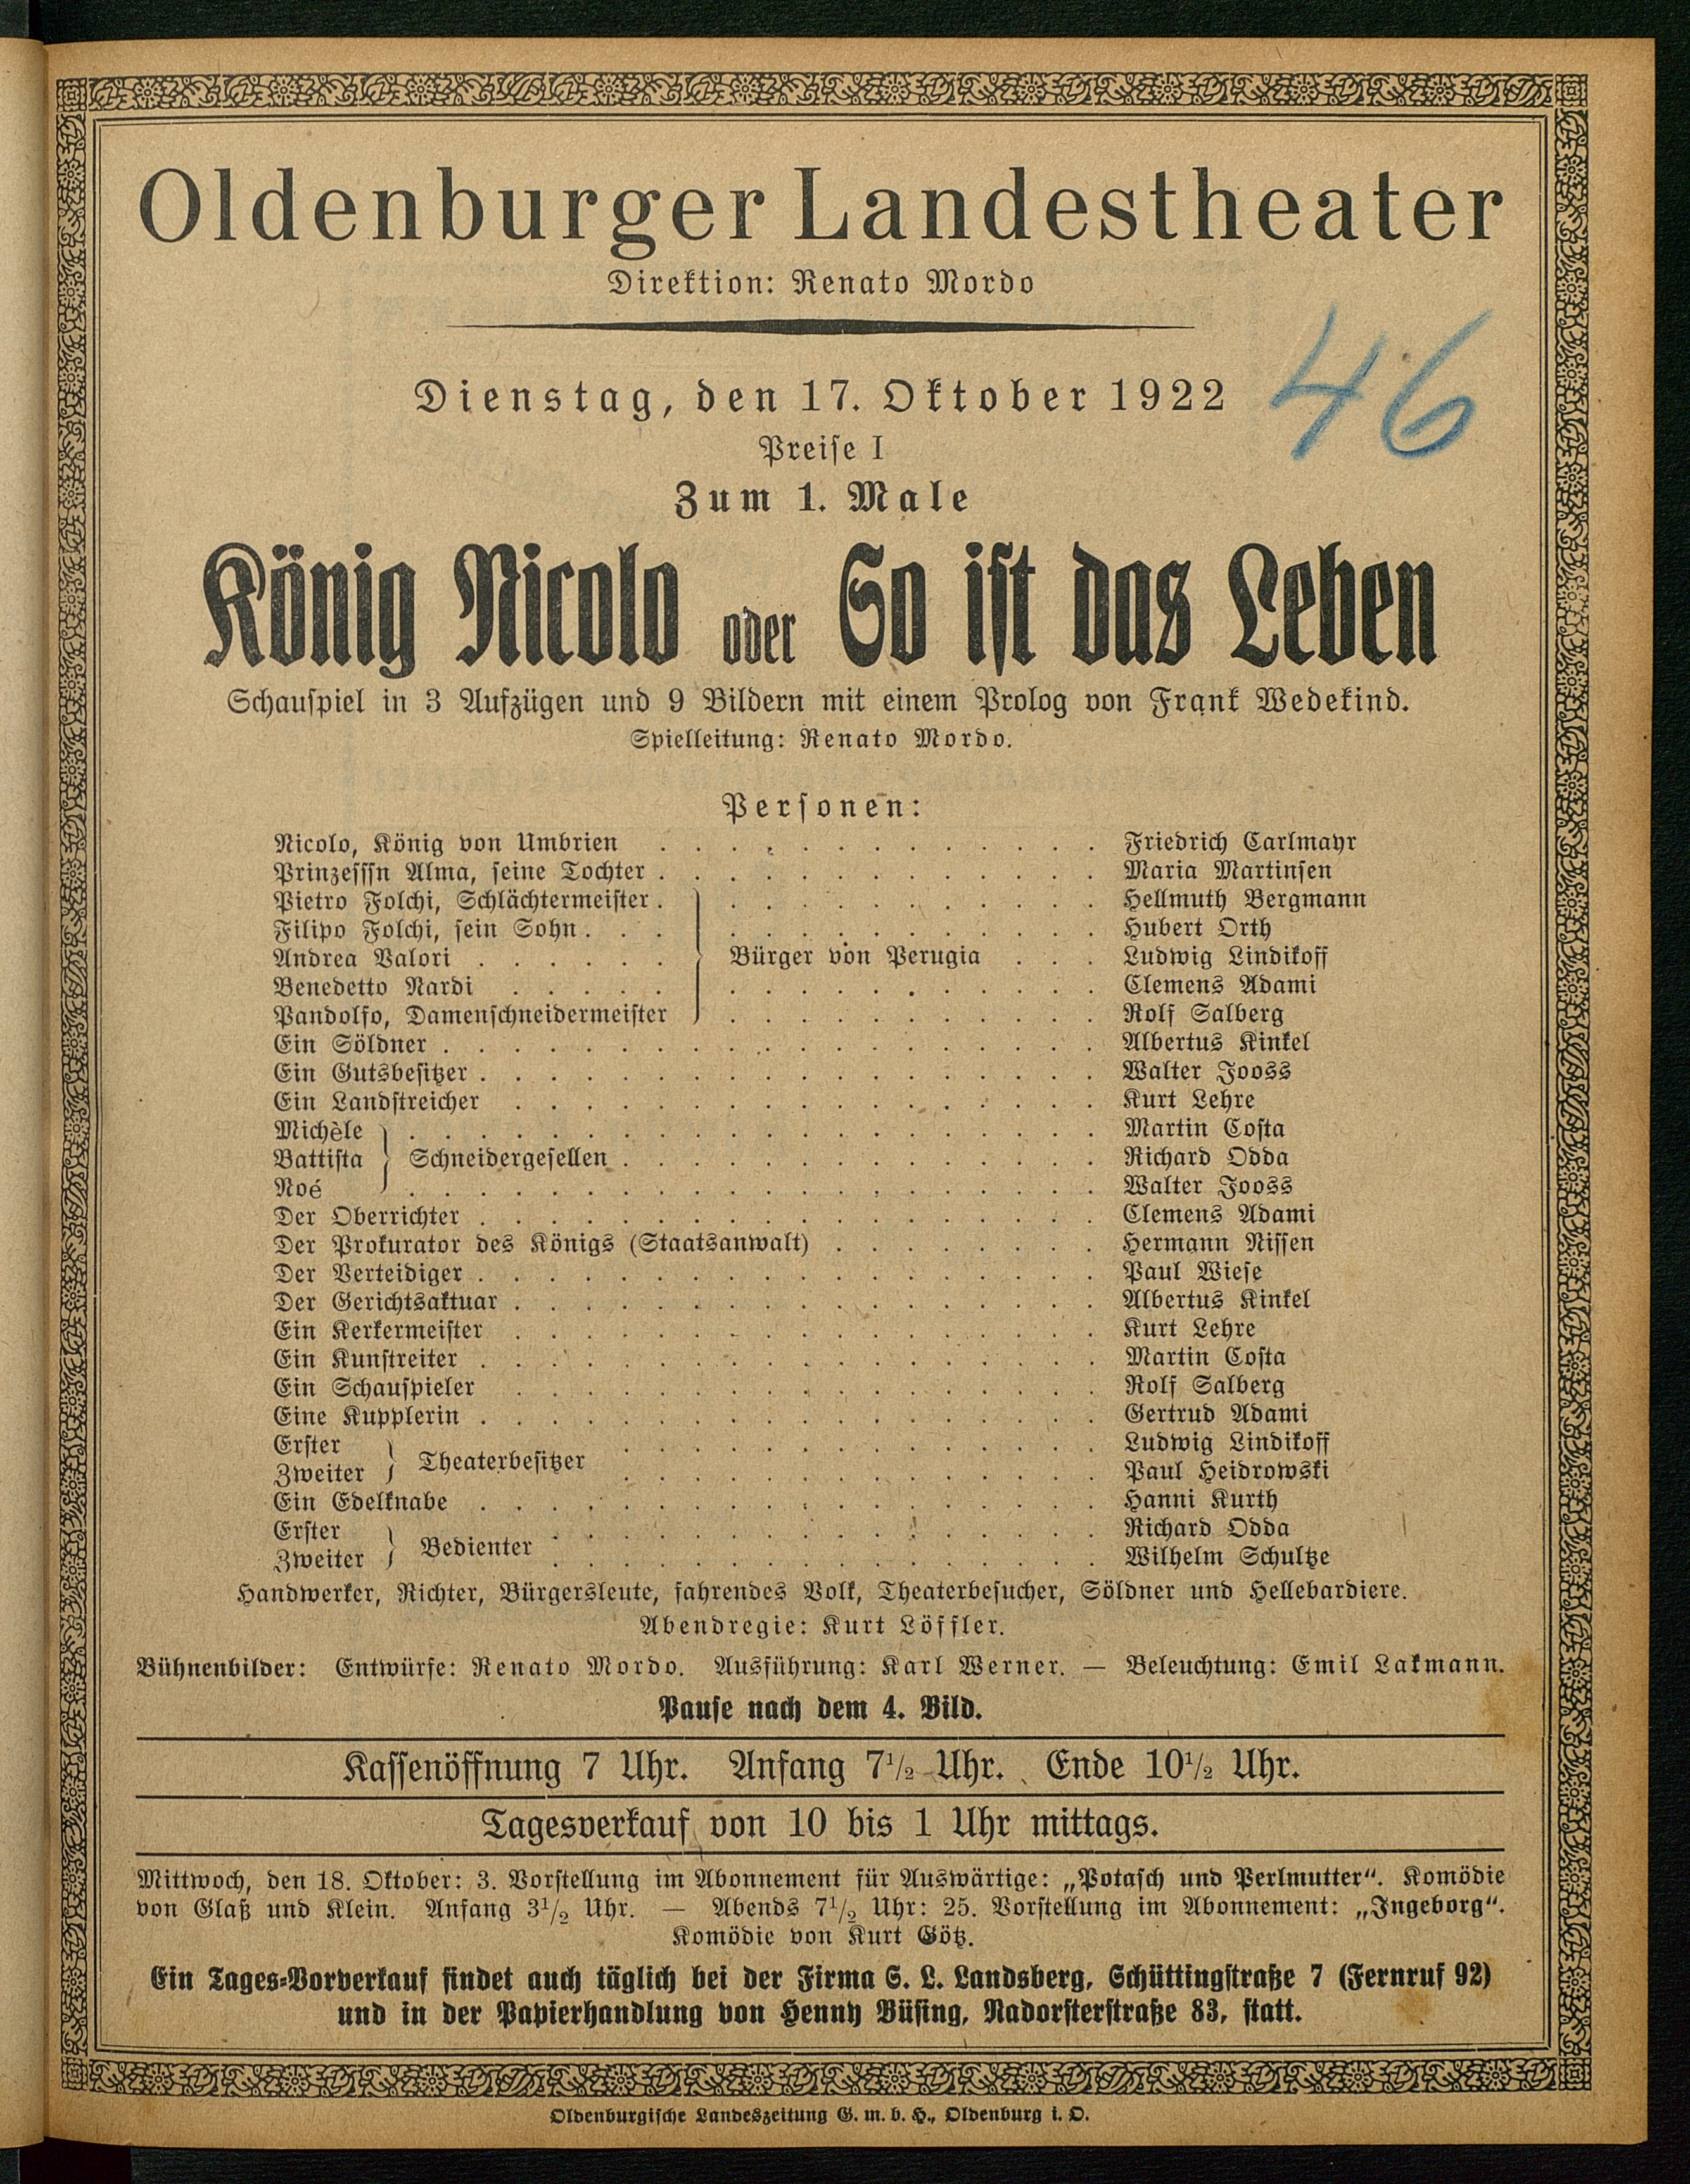 Oldenburger Landestheater
Direktion: Renato Mordo
46
Dienstag, den 17. Oktober 1922
Preise I
Zum 1. Male
König Nicolo oder So ist das Leben
Schauspiel in 3 Aufzügen und 9 Bildern mit einem Prolog von Frank Wedekind.
Spielleitung: Renato Mordo.
Personen:
Nicolo, König von Umbrien . . . . . . . . . . . . . Friedrich Carlmayr
Prinzesssn Alma, seine Tochter . . . . . . . . . . . . . Maria Martinsen
Pietro Folchi, Schlächtermeister . . . . . . . . . . . . Hellmuth Bergmann
Filipo Folchi, sein Sohn . . . . . . . . . . . . . . Hubert Orth
Andrea Valori . . . . . . Bürger von Perugia . . . Ludwig Lindikoff
Benedetto Nardi . . . . . . . . . . . . . . . . Clemens Adami
Pandolfo, Damenschneidermeister . . . . . . . . . . . Rolf Salberg
Ein Söldner . . . . . . . . . . . . . . . . . . . Albertus Kinkel
Ein Gutsbesitzer . . . . . . . . . . . . . . . . . . Walter Jooss
Ein Landstreicher . . . . . . . . . . . . . . . . . Kurt Lehre
Michèle . . . . . . . . . . . . . . . . . . . . Martin Costa
Battista Schneidergesellen . . . . . . . . . . . . . . Richard Odda
Noé . . . . . . . . . . . . . . . . . . . . Walter Jooss
Der Oberrichter . . . . . . . . . . . . . . . . . . Clemens Adami
Der Prokurator des Königs (Staatsanwalt) . . . . . . . . Hermann Nissen
Der Verteidiger . . . . . . . . . . . . . . . . . . Paul Wiese
Der Gerichtsaktuar . . . . . . . . . . . . . . . . . Albertus Kinkel
Ein Kerkermeister . . . . . . . . . . . . . . . . . Kurt Lehre
Ein Kunstreiter . . . . . . . . . . . . . . . . . . Martin Costa
Ein Schauspieler . . . . . . . . . . . . . . . . . Rolf Salberg
Eine Kupplerin . . . . . . . . . . . . . . . . . . Gertrud Adami
Erster . . . . . . . . . . . . . . Ludwig Lindikoff
Theaterbesitzer
Zweiter . . . . . . . . . . . . . . Paul Heidrowski
Ein Edelknabe . . . . . . . . . . . . . . . . . . Hanni Kurth
Erster . . . . . . . . . . . . . . . . Richard Odda
Bedienter
Zweiter . . . . . . . . . . . . . . . . Wilhelm Schultze
Handwerker, Richter, Bürgersleute, fahrendes Volk, Theaterbesucher, Söldner und Hellebardiere.
Abendregie: Kurt Löffler.
Bühnenbilder: Entwürfe: Renato Mordo. Ausführung: Karl Werner. — Beleuchtung: Emil Lakmann.
Pause nach dem 4. Bild.
Kassenöffnung 7 Uhr. Anfang 7½ Uhr. Ende 10½ Uhr.
Tagesverkauf von 10 bis 1 Uhr mittags.
Mittwoch, den 18. Oktober: 3. Vorstellung im Abonnement für Auswärtige: „Potasch und Perlmutter“. Komödie
von Glaß und Klein. Anfang 3½ Uhr. — Abends 7½ Uhr: 25. Vorstellung im Abonnement: „Ingeborg“.
Komödie von Kurt Götz.
Ein Tages-Vorverkauf findet auch täglich bei der Firma S. L. Landsberg, Schüttingstraße 7 (Fernruf 92)
und in der Papierhandlung von Henny Büsing, Nadorsterstraße 83, statt.
Oldenburgische Landeszeitung G. m. b. H., Oldenburg i. O.